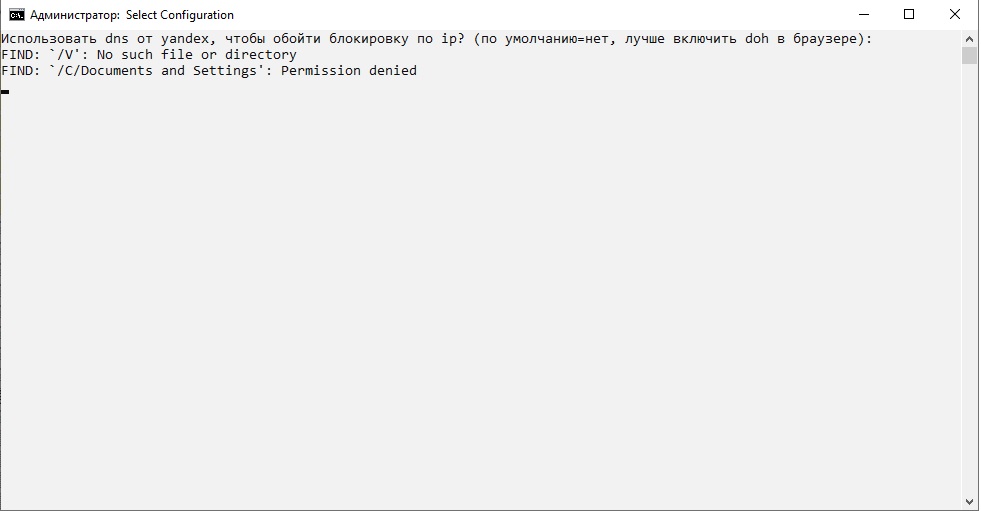 Администратор: Select Configuration
Использовать dns от yandex, чтобы обойти блокировку по ip? (по умолчанию=нет, лучше включить doh в браузере):
FIND: `/V': No such file or directory
FIND: `/C/Documents and Settings': Permission denied